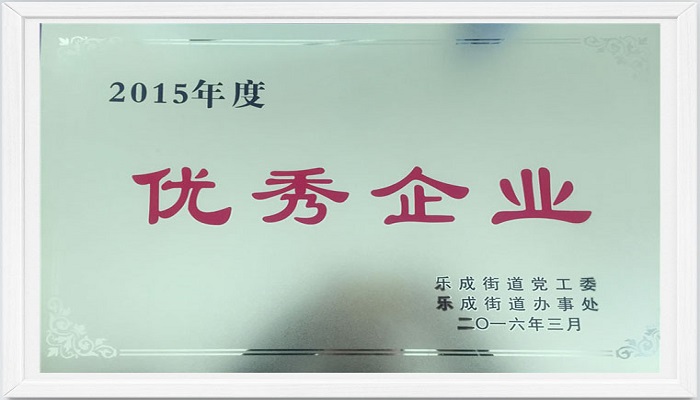 2015年度
优秀企业
乐成街道党工委
乐成街道办事处
二〇一六年三月